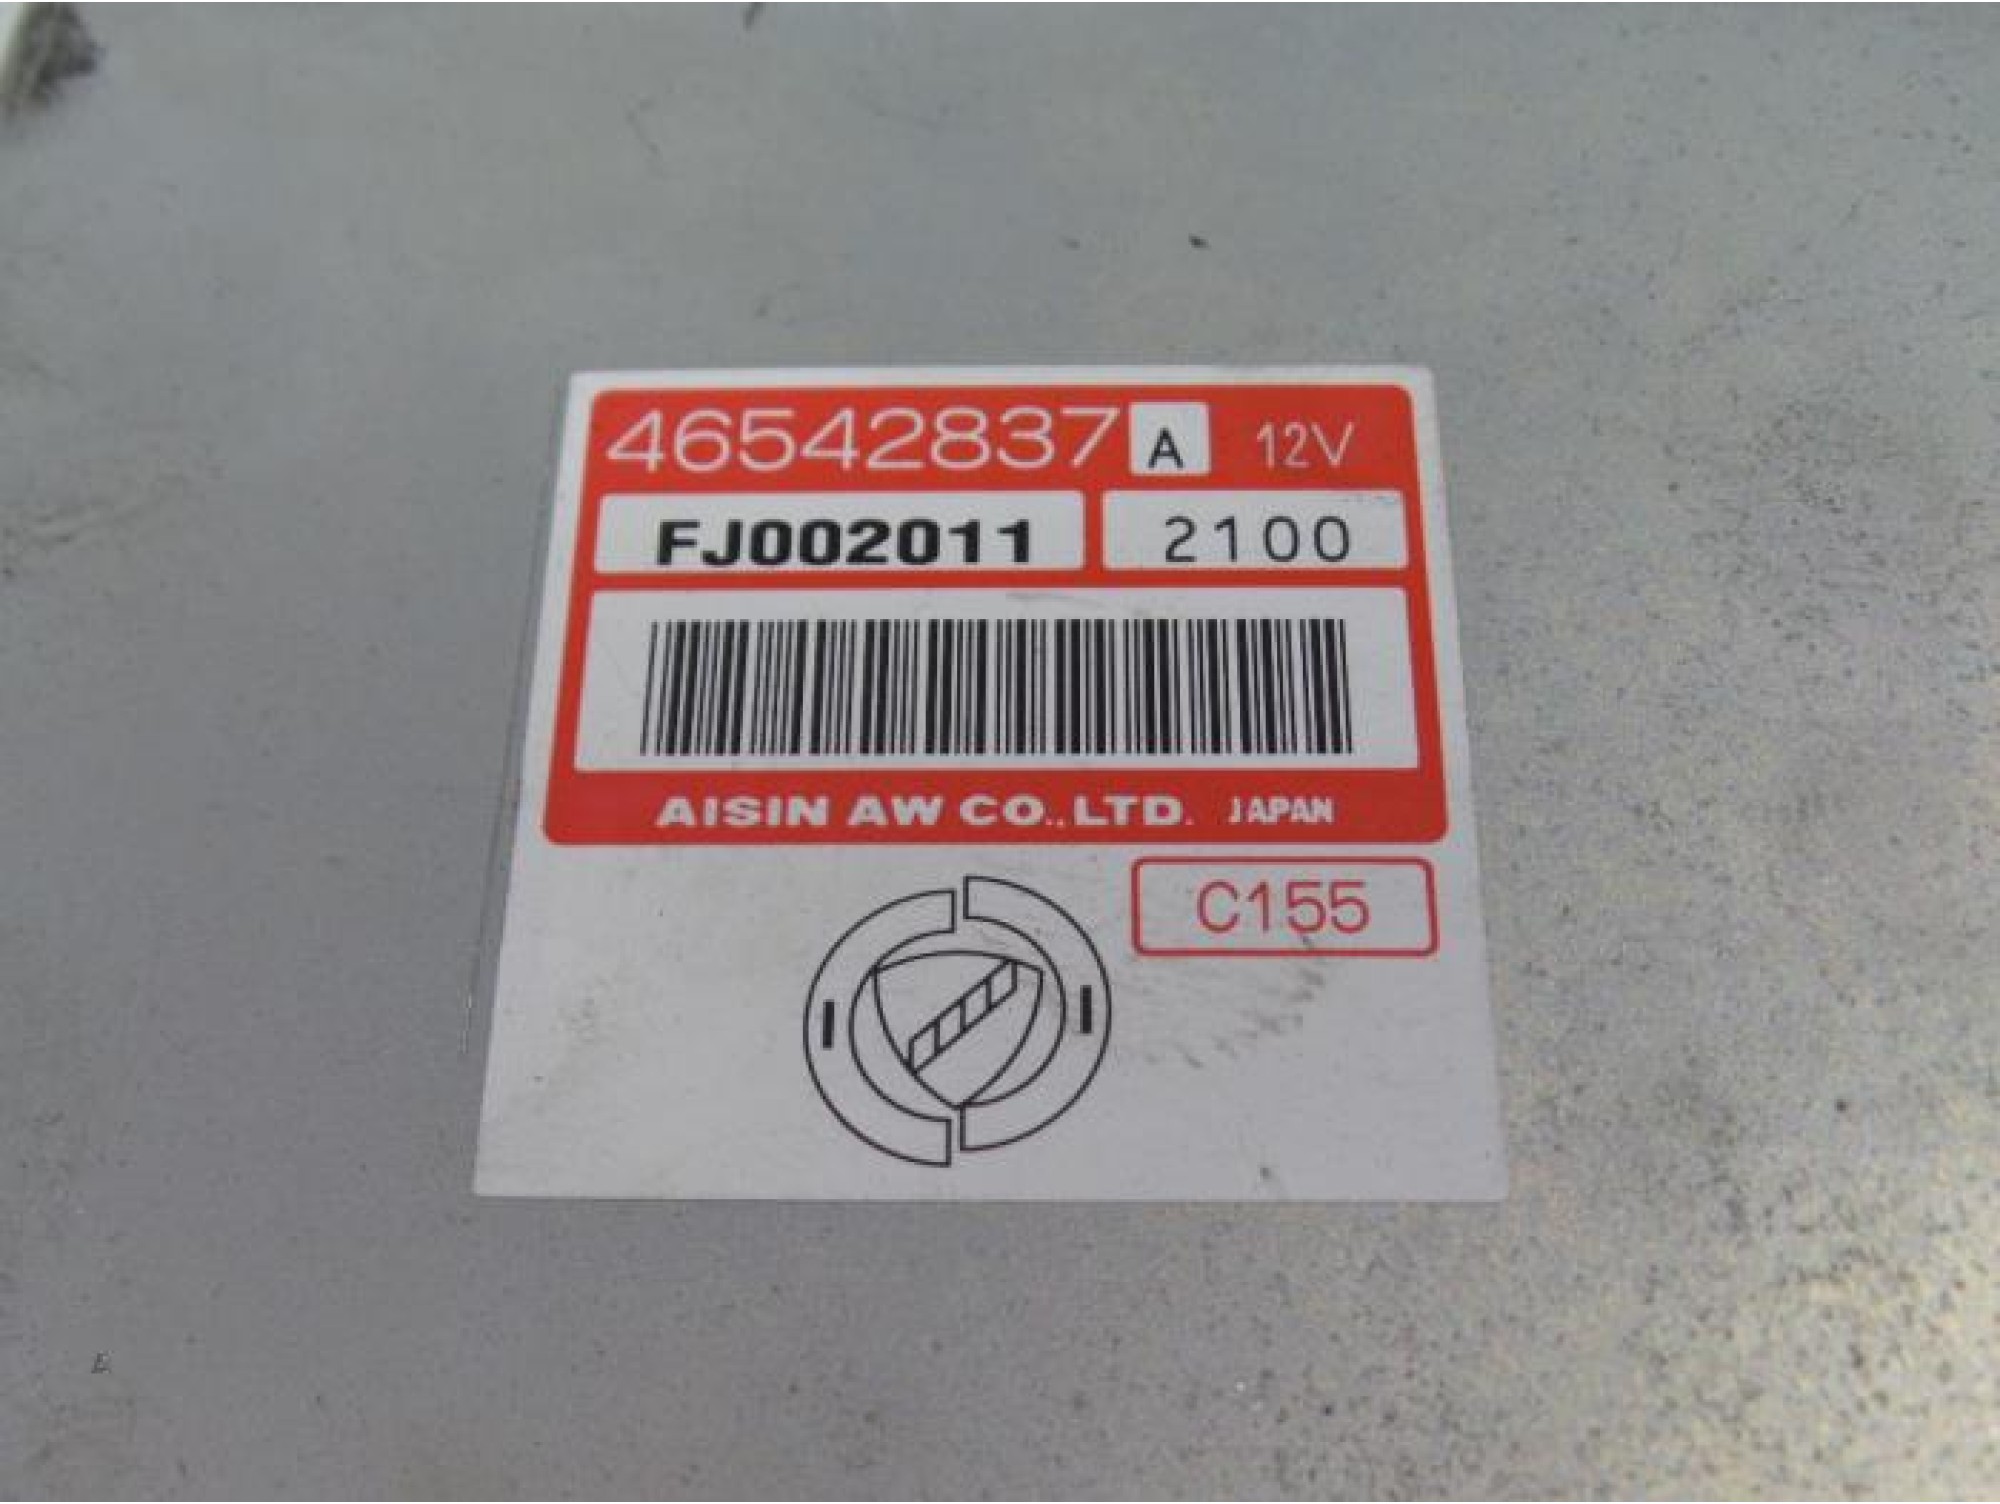 46542837 A 12V
FJ002011 2100
AISIN AW CO.,LTD. JAPAN
C155
E